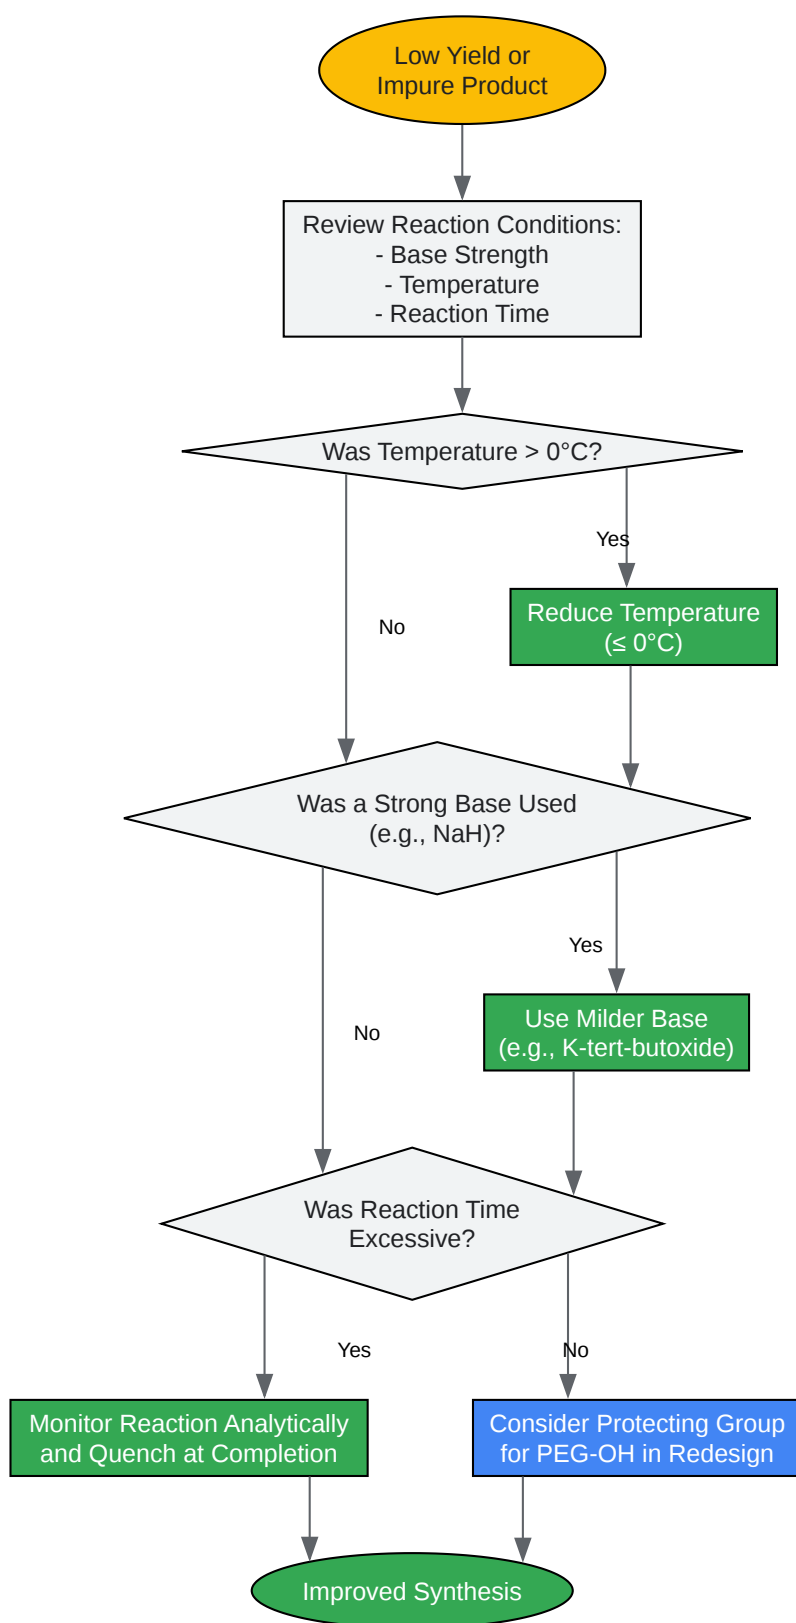 Low Yield or
Impure Product
Review Reaction Conditions:
- Base Strength
- Temperature
- Reaction Time
Was Temperature > 0°C?
Yes
Reduce Temperature
(≤ 0°C)
No
Was a Strong Base Used
(e.g., NaH)?
Yes
Use Milder Base
(e.g., K-tert-butoxide)
No
Was Reaction Time
Excessive?
Yes
No
Monitor Reaction Analytically
and Quench at Completion
Consider Protecting Group
for PEG-OH in Redesign
Improved Synthesis